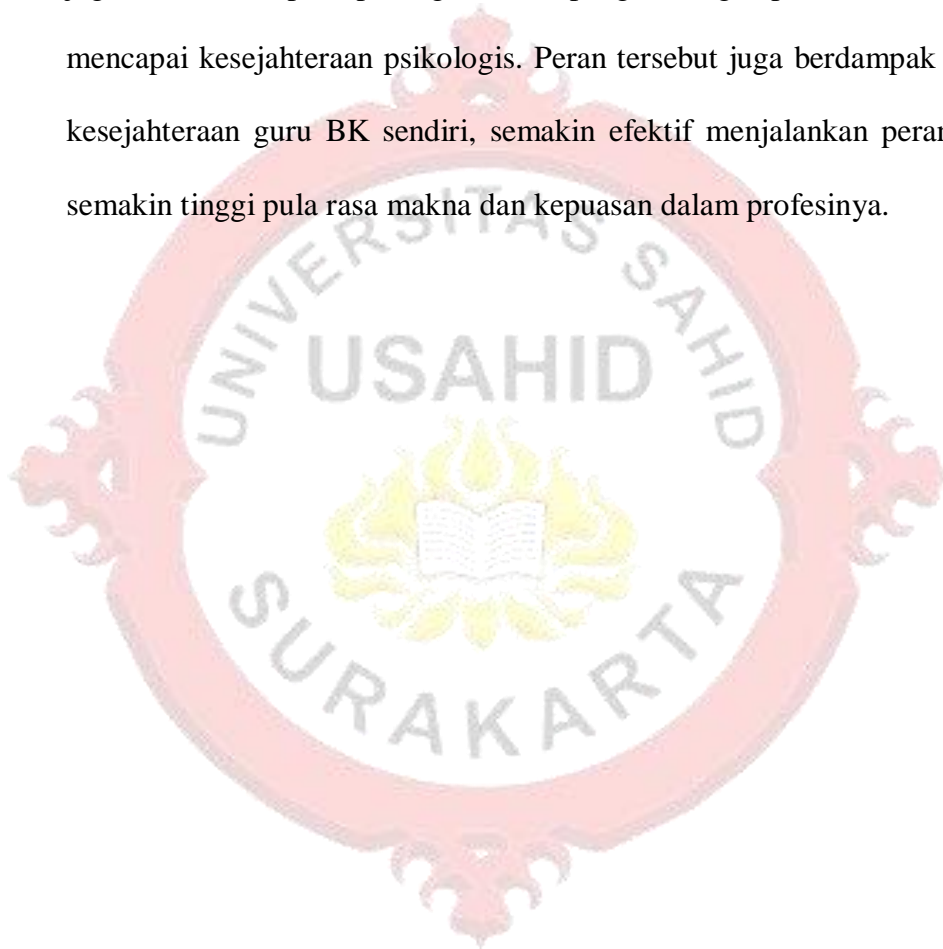 mencapai kesejahteraan psikologis. Peran tersebut juga berdampak
kesejahteraan guru BK sendiri, semakin efektif menjalankan peran
semakin tinggi pula rasa makna dan kepuasan dalam profesinya.
UNIVERSITAS SAHID
USAHID
SURAKARTA